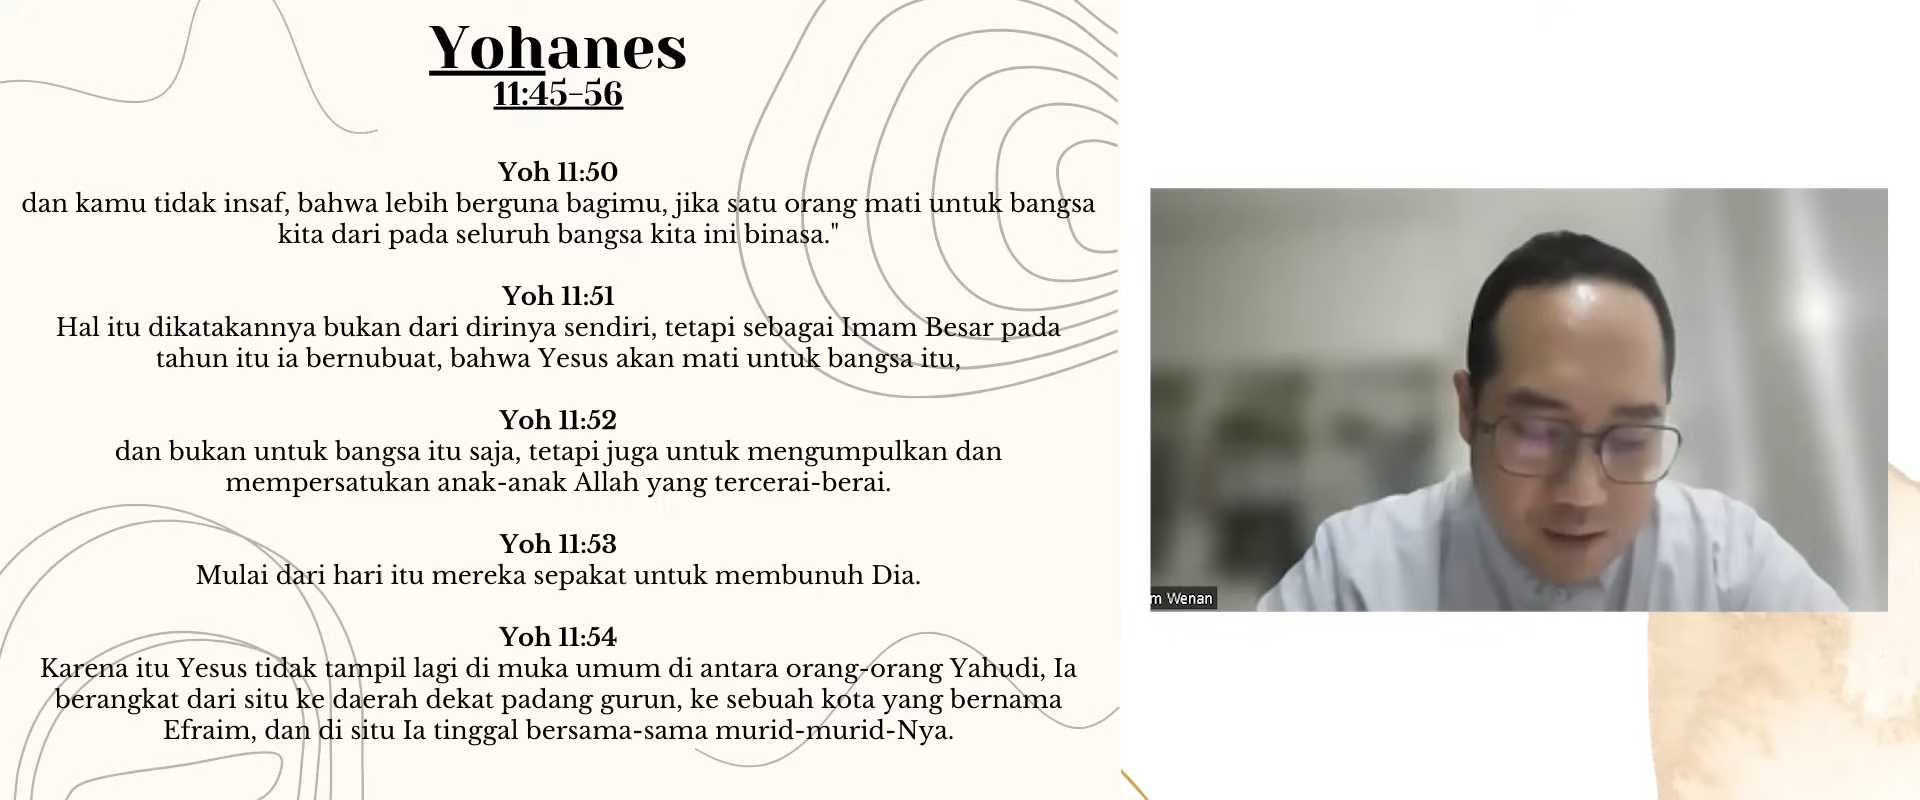 Yohanes
11:45-56
Yoh 11:50
dan kamu tidak insaf, bahwa lebih berguna bagimu, jika satu orang mati untuk bangsa
kita dari pada seluruh bangsa kita ini binasa."
Yoh 11:51
Hal itu dikatakannya bukan dari dirinya sendiri, tetapi sebagai Imam Besar pada
tahun itu ia bernubuat, bahwa Yesus akan mati untuk bangsa itu,
Yoh 11:52
dan bukan untuk bangsa itu saja, tetapi juga untuk mengumpulkan dan
mempersatukan anak-anak Allah yang tercerai-berai.
Yoh 11:53
Mulai dari hari itu mereka sepakat untuk membunuh Dia.
Yoh 11:54
Karena itu Yesus tidak tampil lagi di muka umum di antara orang-orang Yahudi, Ia
berangkat dari situ ke daerah dekat padang gurun, ke sebuah kota yang bernama
Efraim, dan di situ Ia tinggal bersama-sama murid-murid-Nya.
m Wenan